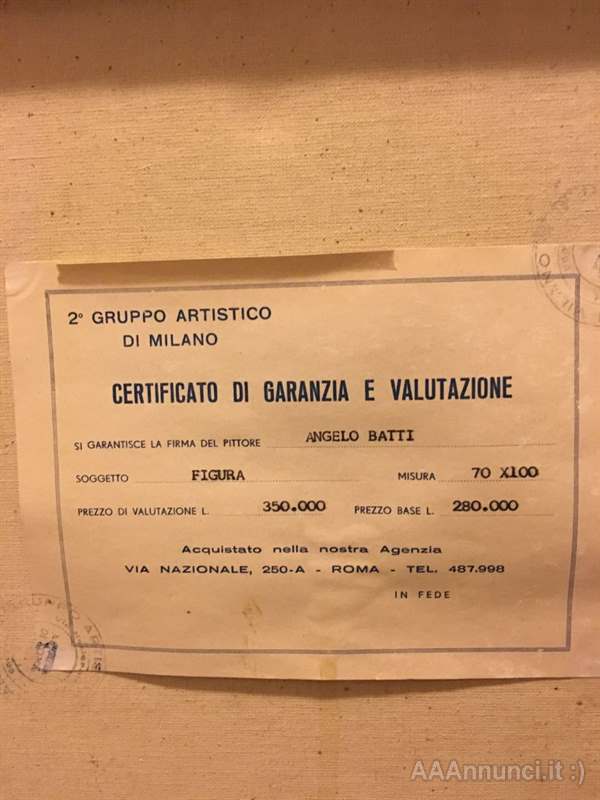 2° GRUPPO ARTISTICO
DI MILANO
CERTIFICATO DI GARANZIA E VALUTAZIONE
SI GARANTISCE LA FIRMA DEL PITTORE ANGELO BATTI
SOGGETTO FIGURA MISURA 70 X100
PREZZO DI VALUTAZIONE L. 350.000 PREZZO BASE L. 280.000
Acquistato nella nostra Agenzia
VIA NAZIONALE, 250-A - ROMA - TEL. 487.998
IN FEDE
AAAnnunci.it :)